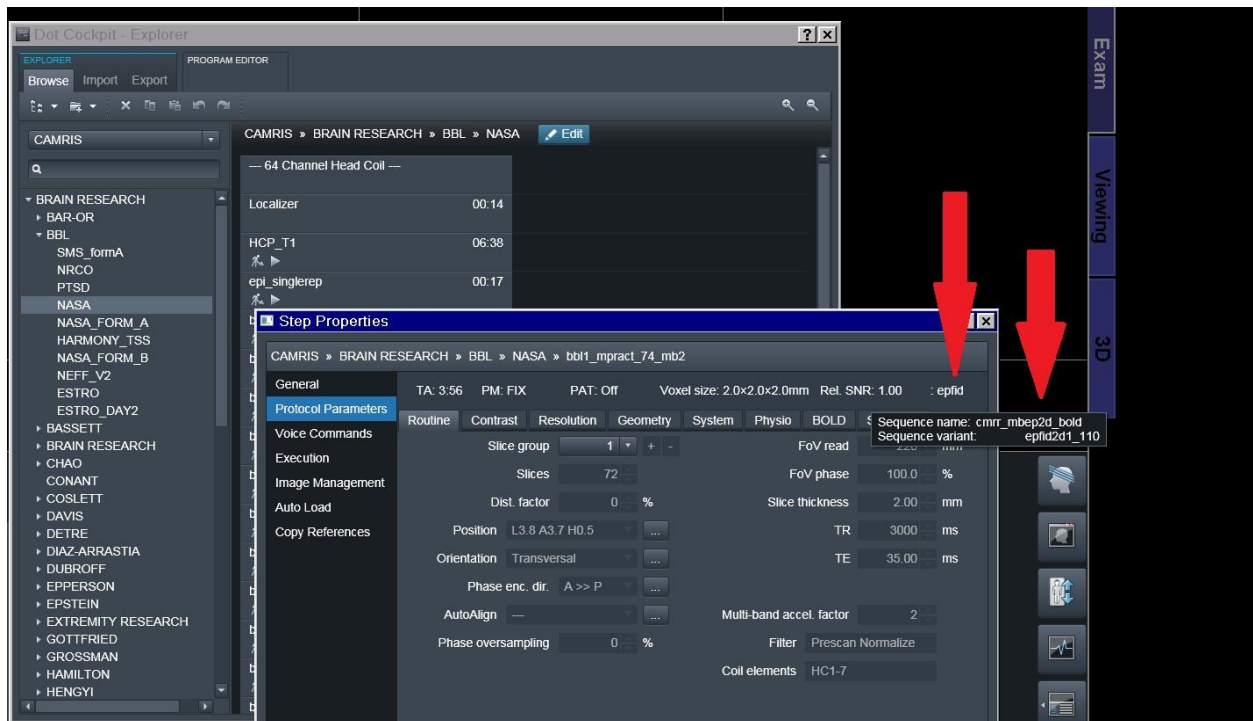 Dot Cockpit - Explorer
EXPLORER
PROGRAM EDITOR
Browse Import Export
CAMRIS
CAMRIS » BRAIN RESEARCH » BBL » NASA Edit
BRAIN RESEARCH
BAR-OR
BBL
SMS_formA
NRCO
PTSD
NASA
NASA_FORM_A
HARMONY_TSS
NASA_FORM_B
NEFF_V2
ESTRO
ESTRO_DAY2
BASSETT
BRAIN RESEARCH
CHAO
CONANT
COSLETT
DAVIS
DETRE
DIAZ-ARRASTIA
DUBROFF
EPPERSON
EPSTEIN
EXTREMITY RESEARCH
GOTTFRIED
GROSSMAN
HAMILTON
HENGYI
--- 64 Channel Head Coil ---
Localizer 00:14
HCP_T1 06:38
epi_singlerep 00:17
Step Properties
CAMRIS » BRAIN RESEARCH » BBL » NASA » bbl1_mpract_74_mb2
General
Protocol Parameters
Voice Commands
Execution
Image Management
Auto Load
Copy References
TA: 3:56 PM: FIX PAT: Off Voxel size: 2.0×2.0×2.0mm Rel. SNR: 1.00 : epfid
Routine Contrast Resolution Geometry System Physio BOLD
Sequence name: cmrr_mbep2d_bold
Sequence variant: epfid2d1_110
Slice group 1 + -
Slices 72
Dist. factor 0 %
Position L3.8 A3.7 H0.5 ...
Orientation Transversal ...
Phase enc. dir. A >> P ...
AutoAlign --- ...
Phase oversampling 0 %
FoV read 220 mm
FoV phase 100.0 %
Slice thickness 2.00 mm
TR 3000 ms
TE 35.00 ms
Multi-band accel. factor 2
Filter Prescan Normalize
Coil elements HC1-7
Exam
Viewing
3D